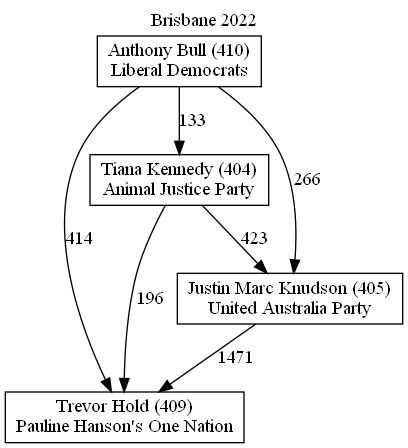 Brisbane 2022
Anthony Bull (410)
Liberal Democrats
133
Tiana Kennedy (404)
Animal Justice Party
266
414
423
196
Justin Marc Knudson (405)
United Australia Party
1471
Trevor Hold (409)
Pauline Hanson's One Nation